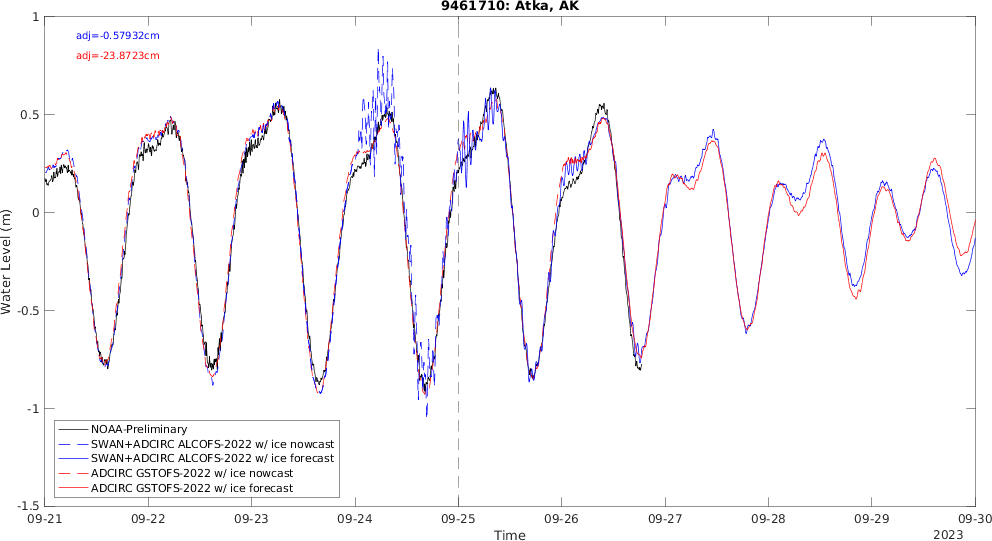 9461710: Atka, AK
adj=-0.57932cm
adj=-23.8723cm
Water Level (m)
1
0.5
0
-0.5
-1
-1.5
NOAA-Preliminary
SWAN+ADCIRC ALCOFS-2022 w/ ice nowcast
SWAN+ADCIRC ALCOFS-2022 w/ ice forecast
ADCIRC GSTOFS-2022 w/ ice nowcast
ADCIRC GSTOFS-2022 w/ ice forecast
09-21 09-22 09-23 09-24 09-25 09-26 09-27 09-28 09-29 09-30
Time
2023